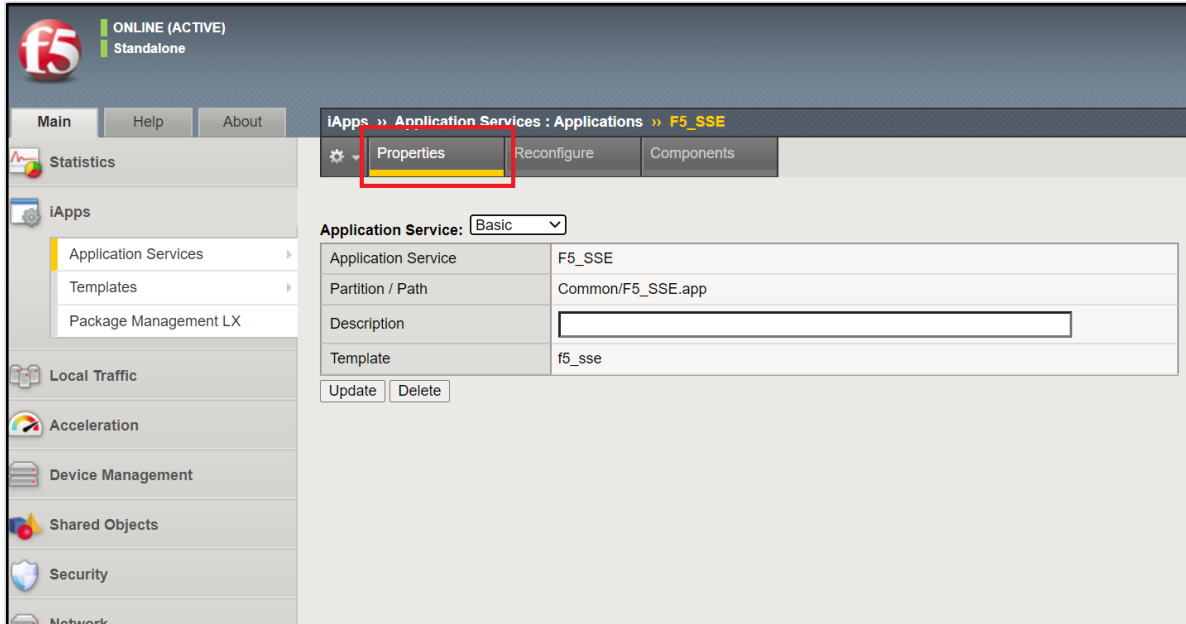 f5
ONLINE (ACTIVE)
Standalone
Main Help About
iApps ›› Application Services : Applications ›› F5_SSE
Properties Reconfigure Components
Statistics
iApps
Application Services
Templates
Package Management LX
Local Traffic
Acceleration
Device Management
Shared Objects
Security
Network
Application Service: Basic
Application Service F5_SSE
Partition / Path Common/F5_SSE.app
Description
Template f5_sse
Update Delete